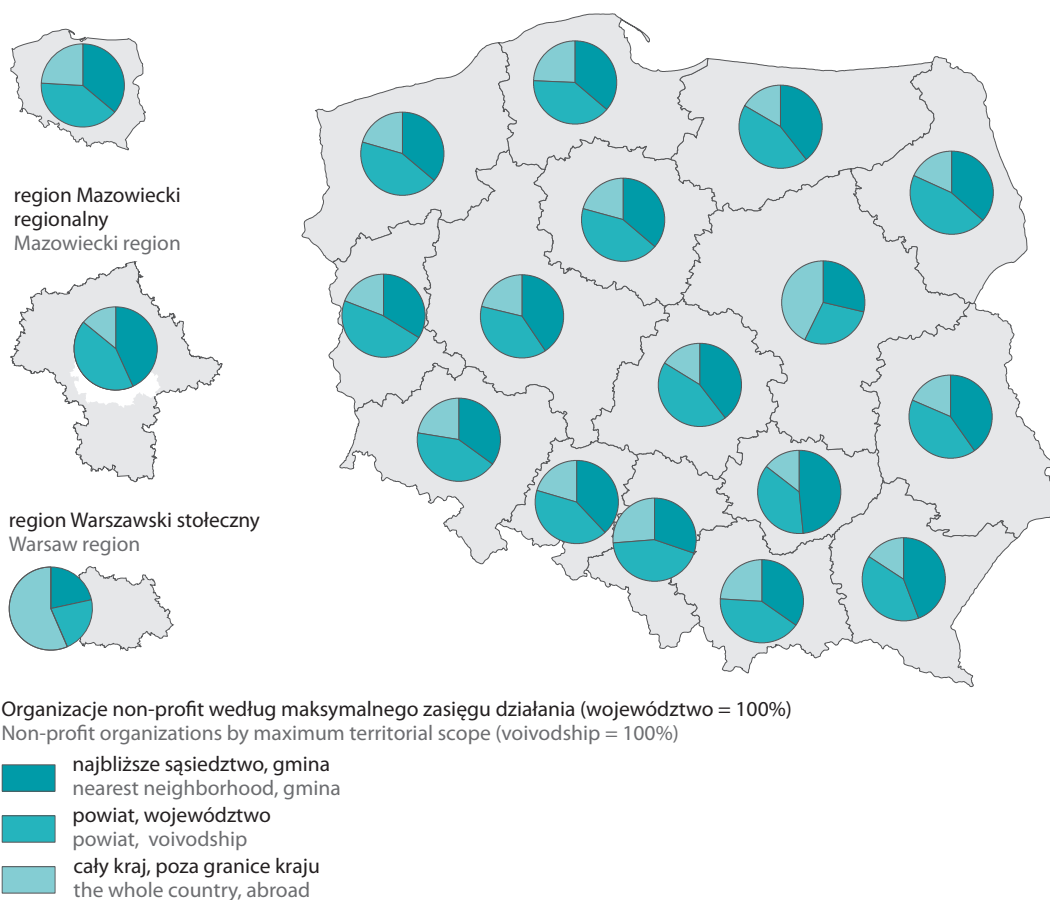 region Mazowiecki
regionalny
Mazowiecki region
region Warszawski stołeczny
Warsaw region
Organizacje non-profit według maksymalnego zasięgu działania (województwo = 100%)
Non-profit organizations by maximum territorial scope (voivodship = 100%)
najbliższe sąsiedztwo, gmina
nearest neighborhood, gmina
powiat, województwo
powiat, voivodship
cały kraj, poza granice kraju
the whole country, abroad